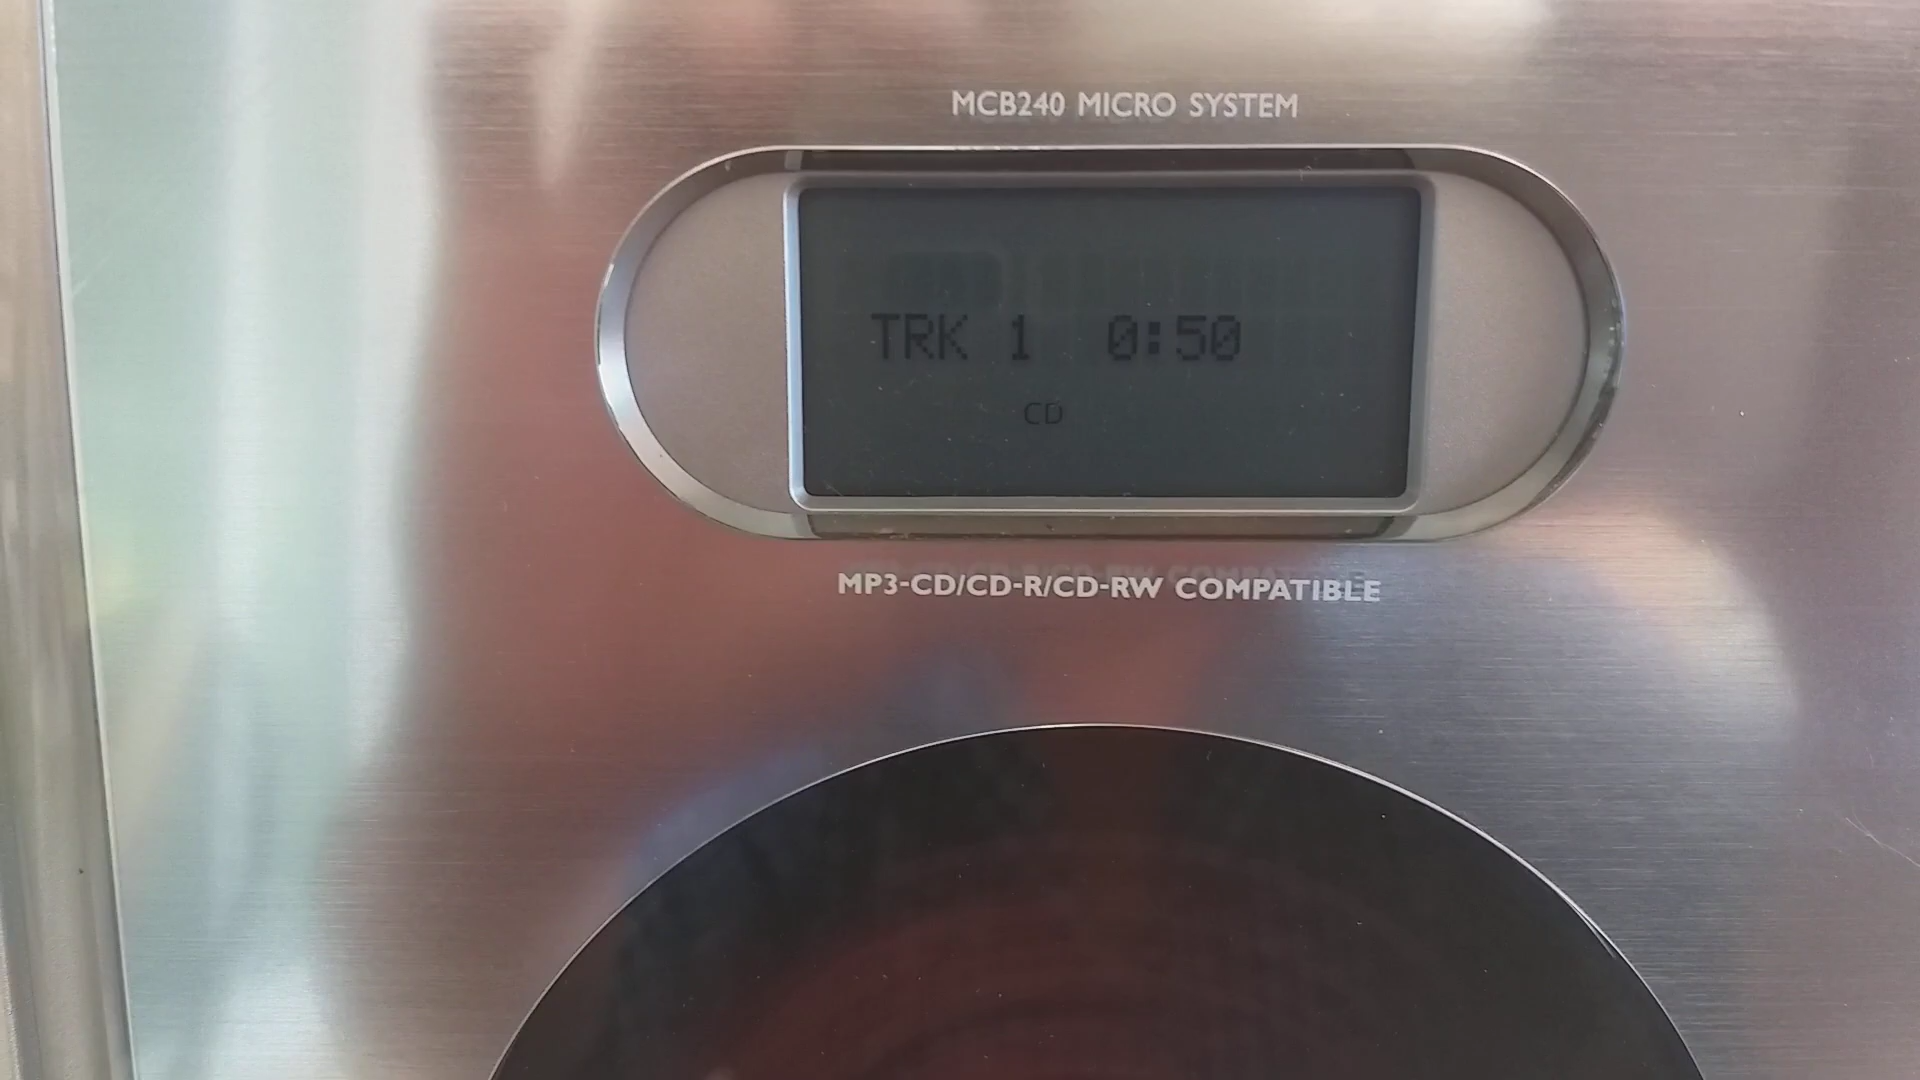 MCB240 MICRO SYSTEM
TRK 1 0:50
CD
MP3-CD/CD-R/CD-RW COMPATIBLE